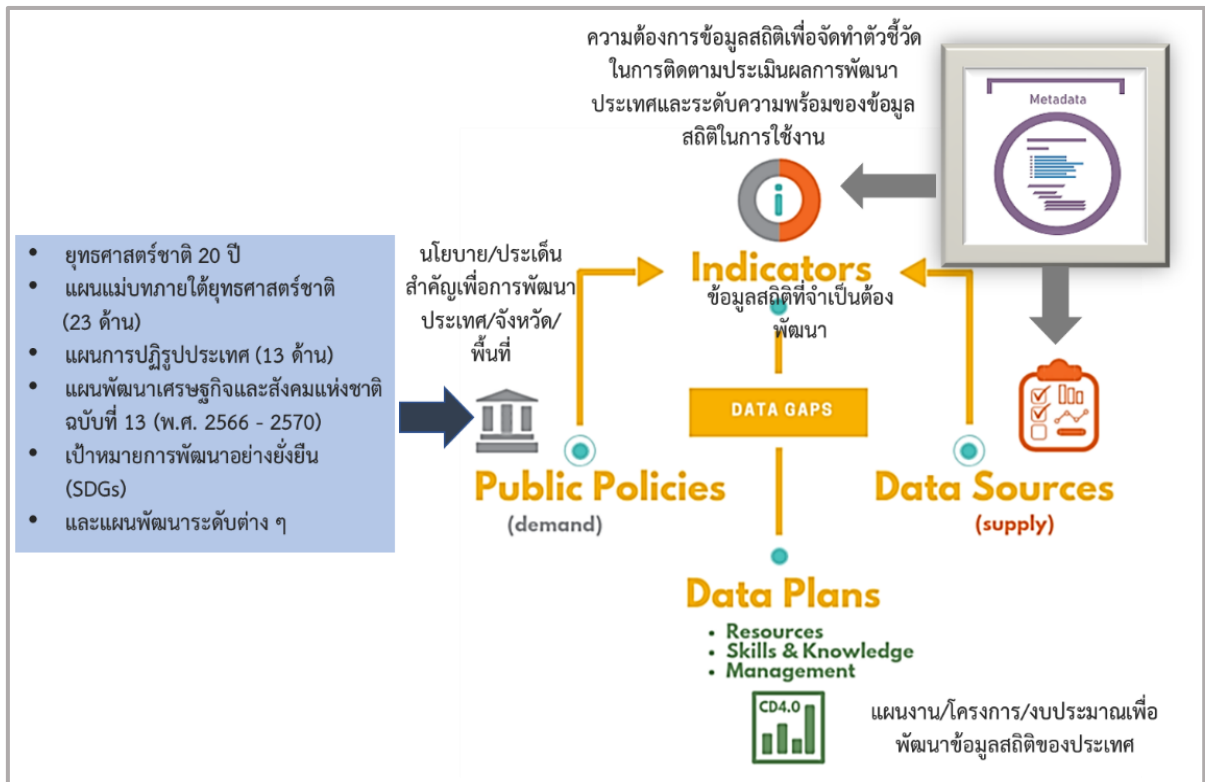 ความต้องการข้อมูลสถิติเพื่อจัดทำตัวชี้วัด
ในการติดตามประเมินผลการพัฒนา
ประเทศและระดับความพร้อมของข้อมูล
สถิติในการใช้งาน
Metadata
i
Indicators
ข้อมูลสถิติที่จำเป็นต้อง
พัฒนา
• ยุทธศาสตร์ชาติ 20 ปี
• แผนแม่บทภายใต้ยุทธศาสตร์ชาติ
(23 ด้าน)
• แผนการปฏิรูปประเทศ (13 ด้าน)
• แผนพัฒนาเศรษฐกิจและสังคมแห่งชาติ
ฉบับที่ 13 (พ.ศ. 2566 - 2570)
• เป้าหมายการพัฒนาอย่างยั่งยืน
(SDGs)
• และแผนพัฒนาระดับต่าง ๆ
นโยบาย/ประเด็น
สำคัญเพื่อการพัฒนา
ประเทศ/จังหวัด/
พื้นที่
DATA GAPS
Public Policies
(demand)
Data Sources
(supply)
Data Plans
• Resources
• Skills & Knowledge
• Management
CD4.0
แผนงาน/โครงการ/งบประมาณเพื่อ
พัฒนาข้อมูลสถิติของประเทศ